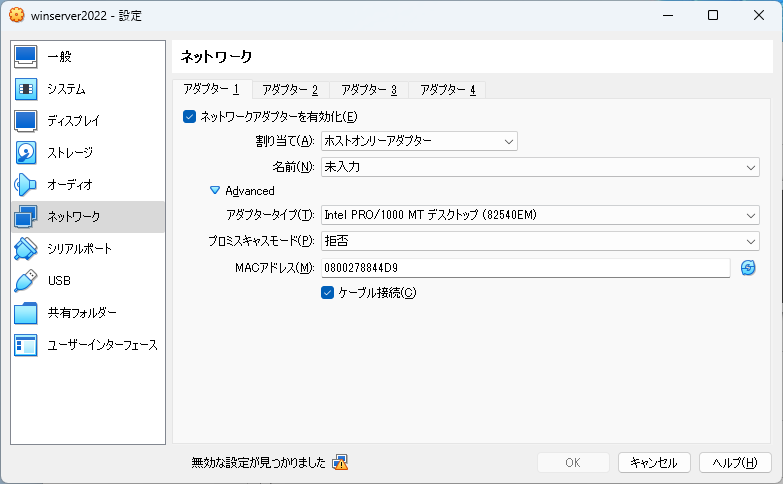 winserver2022 - 設定
一般
システム
ディスプレイ
ストレージ
オーディオ
ネットワーク
シリアルポート
USB
共有フォルダー
ユーザーインターフェース
ネットワーク
アダプター 1
アダプター 2
アダプター 3
アダプター 4
ネットワークアダプターを有効化(E)
割り当て(A): ホストオンリーアダプター
名前(N): 未入力
Advanced
アダプタータイプ(T): Intel PRO/1000 MT デスクトップ (82540EM)
プロミスキャスモード(P): 拒否
MACアドレス(M): 0800278844D9
ケーブル接続(C)
無効な設定が見つかりました
OK
キャンセル
ヘルプ(H)